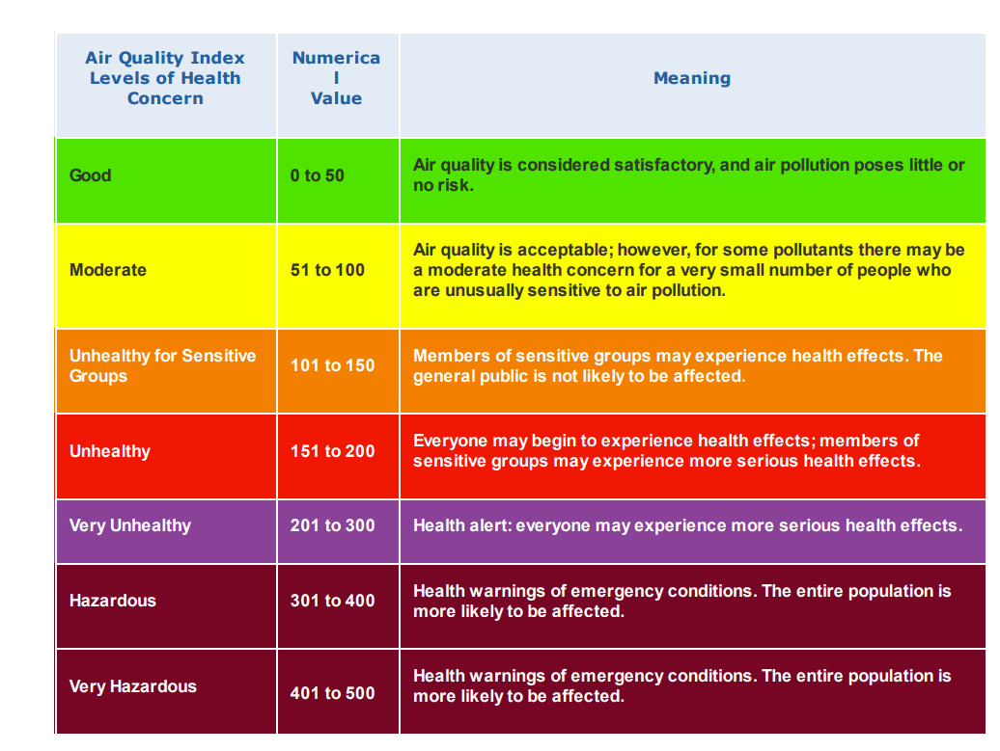 Air Quality Index
Levels of Health
Concern
Numerica
l
Value
Meaning
Good
0 to 50
Air quality is considered satisfactory, and air pollution poses little or
no risk.
Moderate
51 to 100
Air quality is acceptable; however, for some pollutants there may be
a moderate health concern for a very small number of people who
are unusually sensitive to air pollution.
Unhealthy for Sensitive
Groups
101 to 150
Members of sensitive groups may experience health effects. The
general public is not likely to be affected.
Unhealthy
151 to 200
Everyone may begin to experience health effects; members of
sensitive groups may experience more serious health effects.
Very Unhealthy
201 to 300
Health alert: everyone may experience more serious health effects.
Hazardous
301 to 400
Health warnings of emergency conditions. The entire population is
more likely to be affected.
Very Hazardous
401 to 500
Health warnings of emergency conditions. The entire population is
more likely to be affected.